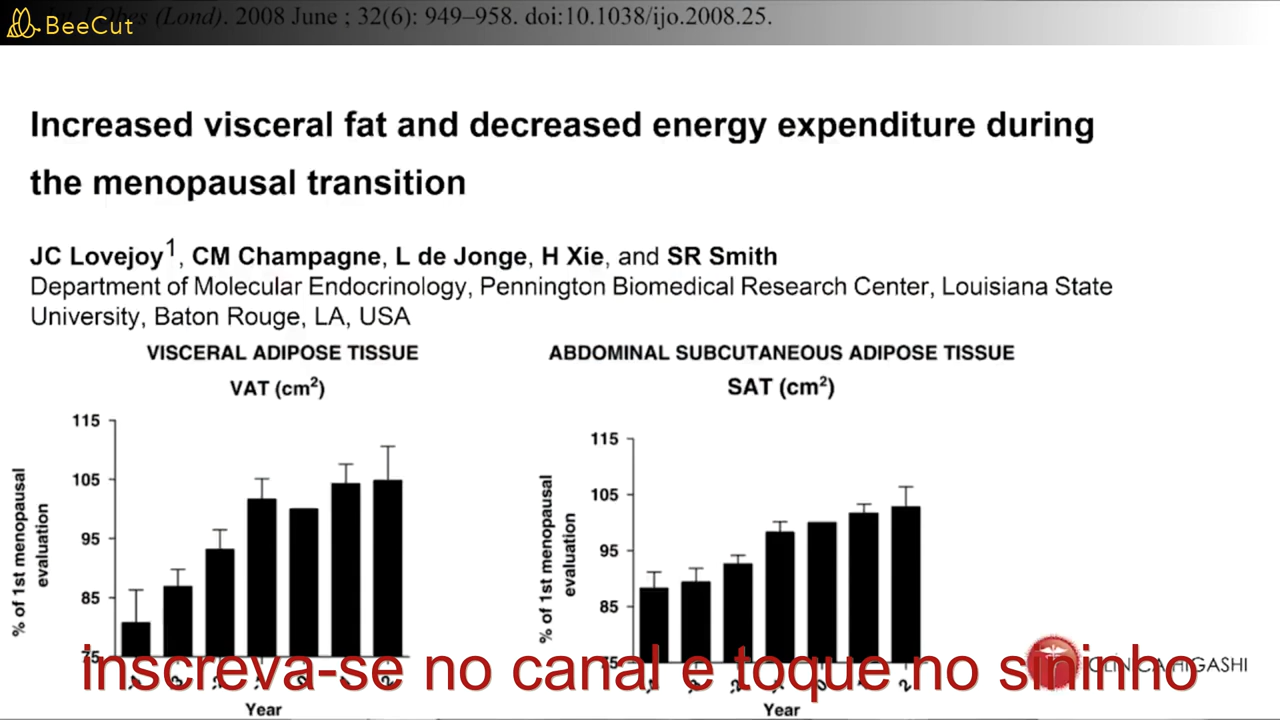 Int J Obes (Lond). 2008 June ; 32(6): 949–958. doi:10.1038/ijo.2008.25.
BeeCut
Increased visceral fat and decreased energy expenditure during
the menopausal transition
JC Lovejoy1, CM Champagne, L de Jonge, H Xie, and SR Smith
Department of Molecular Endocrinology, Pennington Biomedical Research Center, Louisiana State
University, Baton Rouge, LA, USA
VISCERAL ADIPOSE TISSUE
VAT (cm2)
115
105
95
85
75
% of 1st menopausal
evaluation
Year
ABDOMINAL SUBCUTANEOUS ADIPOSE TISSUE
SAT (cm2)
115
105
95
85
% of 1st menopausal
evaluation
Year
inscreva-se no canal e toque no sininho
CLÍNICA HIGASHI